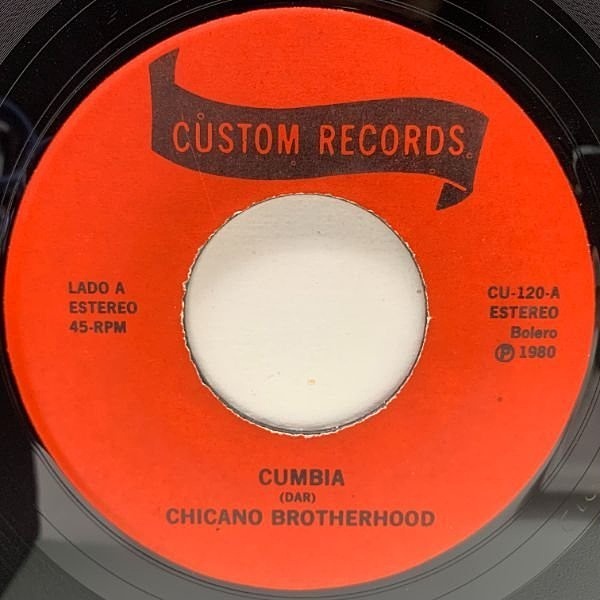 CUSTOM RECORDS
LADO A
ESTEREO
45-RPM
CU-120-A
ESTEREO
Bolero
Ⓟ 1980
CUMBIA
(DAR)
CHICANO BROTHERHOOD